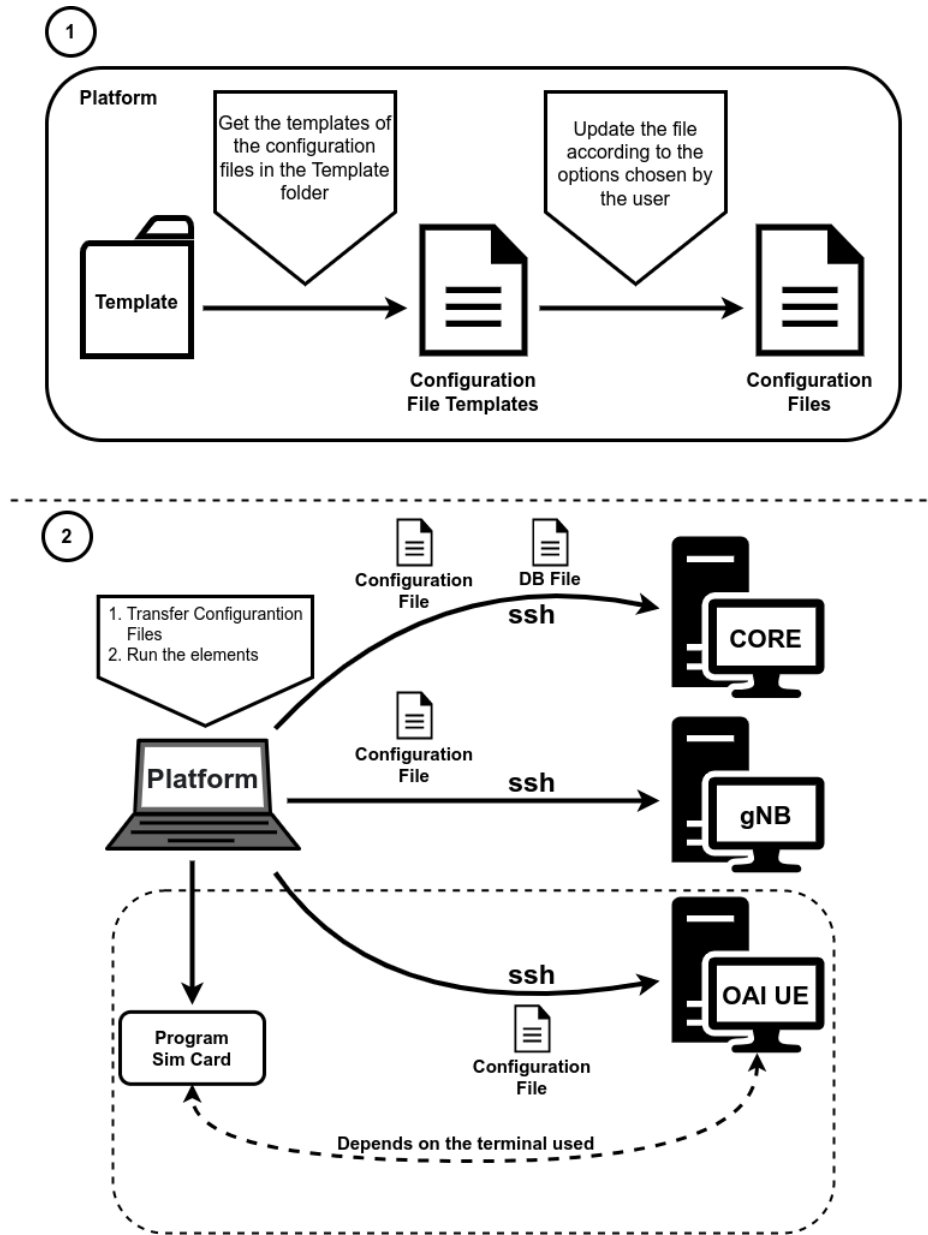 1
Platform
Get the templates of
the configuration
files in the Template
folder
Update the file
according to the
options chosen by
the user
Template
Configuration
File Templates
Configuration
Files
2
Configuration
File
DB File
ssh
1. Transfer Configurantion
Files
2. Run the elements
CORE
Configuration
File
Platform
ssh
gNB
ssh
OAI UE
Program
Sim Card
Configuration
File
Depends on the terminal used